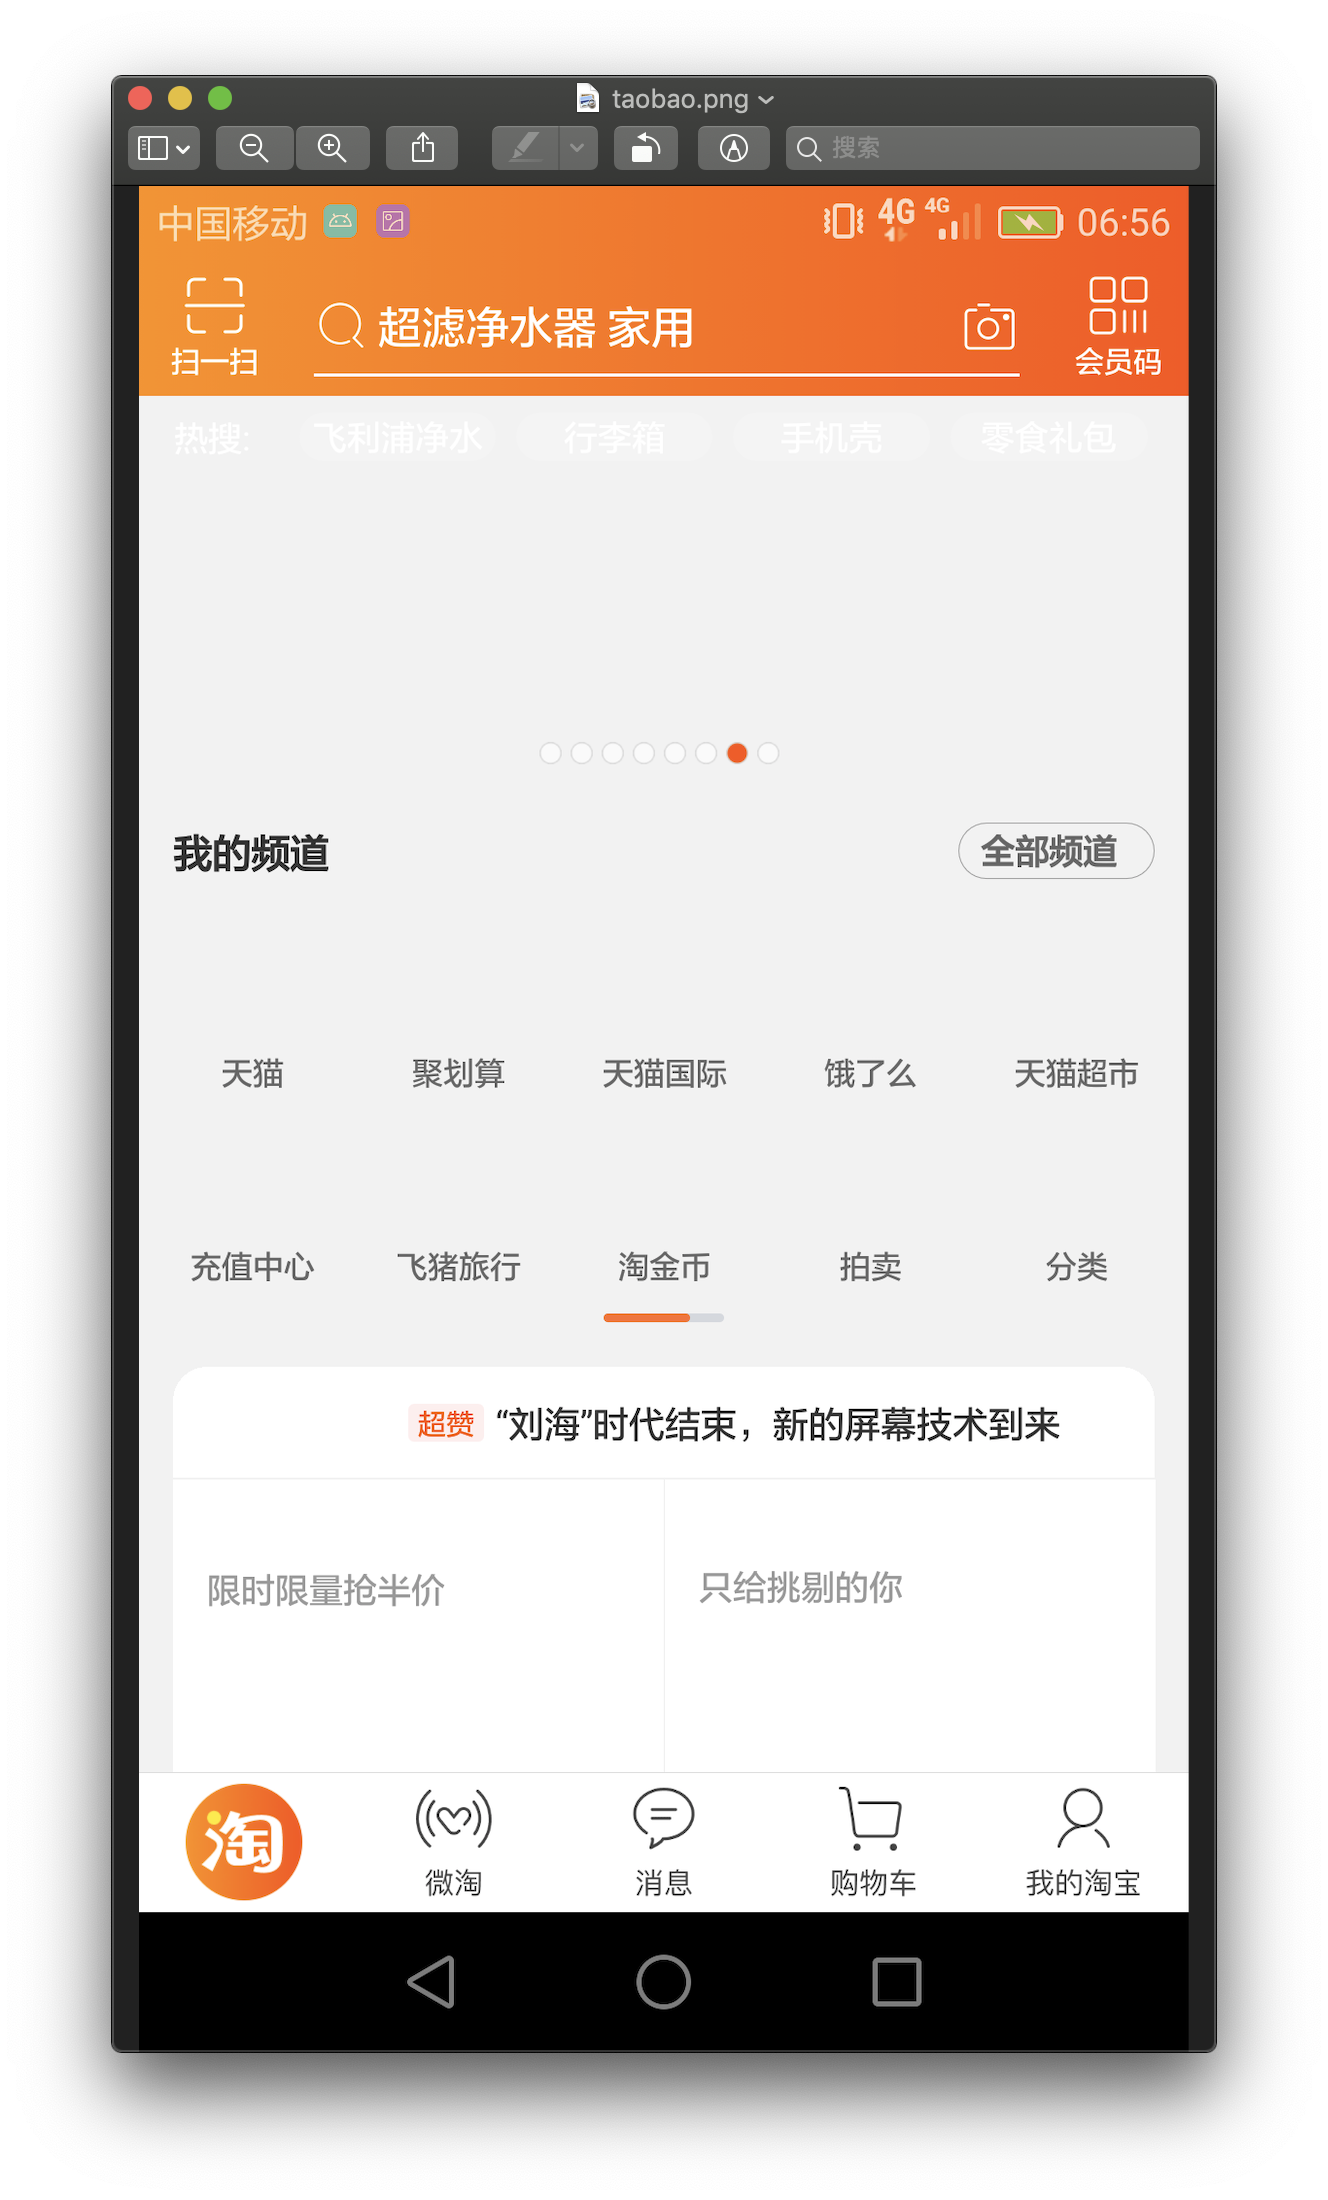 taobao.png
搜索
中国移动 4G 4G 06:56
超滤净水器 家用
扫一扫 会员码
热搜: 飞利浦净水 行李箱 手机壳 零食礼包
我的频道 全部频道
天猫 聚划算 天猫国际 饿了么 天猫超市
充值中心 飞猪旅行 淘金币 拍卖 分类
超赞 “刘海”时代结束，新的屏幕技术到来
限时限量抢半价 只给挑剔的你
淘
微淘 消息 购物车 我的淘宝